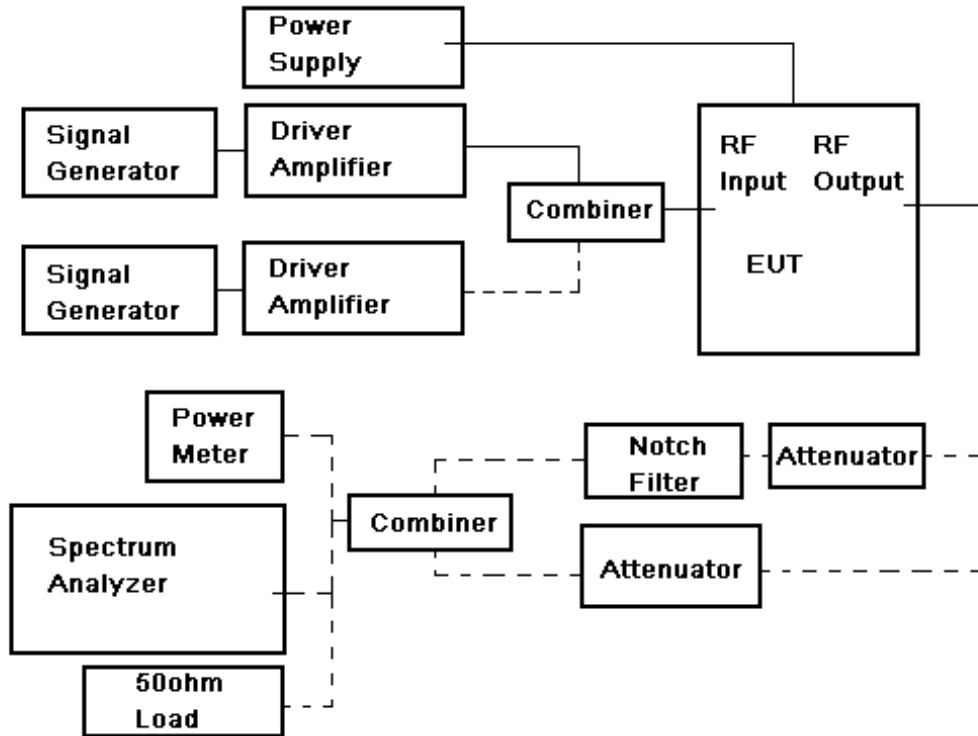 Power
Supply
Signal
Generator
Driver
Amplifier
RF
Input
RF
Output
Combiner
EUT
Signal
Generator
Driver
Amplifier
Power
Meter
Notch
Filter
Attenuator
Combiner
Spectrum
Analyzer
Attenuator
50ohm
Load